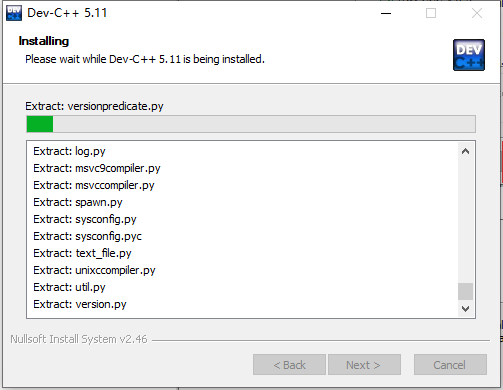 Dev-C++ 5.11
Installing
Please wait while Dev-C++ 5.11 is being installed.
DEV
C++
Extract: versionpredicate.py
Extract: log.py
Extract: msvc9compiler.py
Extract: msvccompiler.py
Extract: spawn.py
Extract: sysconfig.py
Extract: sysconfig.pyc
Extract: text_file.py
Extract: unixccompiler.py
Extract: util.py
Extract: version.py
Nullsoft Install System v2.46
< Back
Next >
Cancel